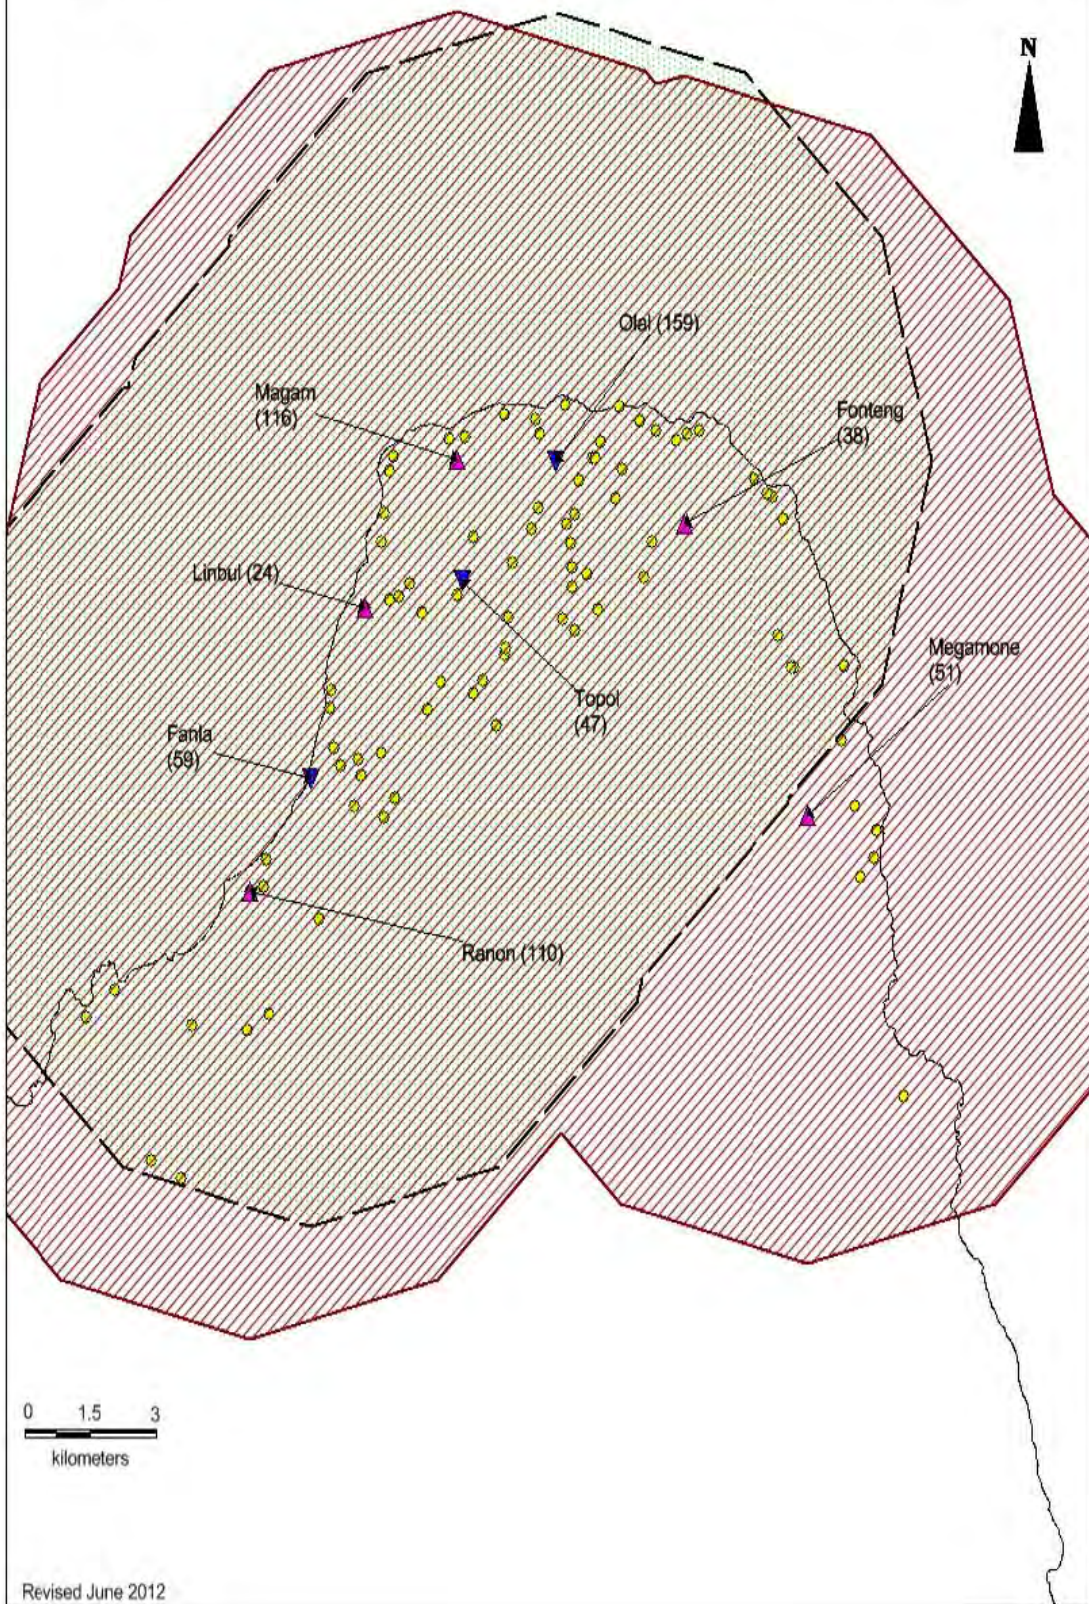 N
Olal (159)
Magam
(116)
Fonteng
(38)
Linbul (24)
Megamone
(51)
Topol
(47)
Fanla
(59)
Ranon (110)
0 1.5 3
kilometers
Revised June 2012